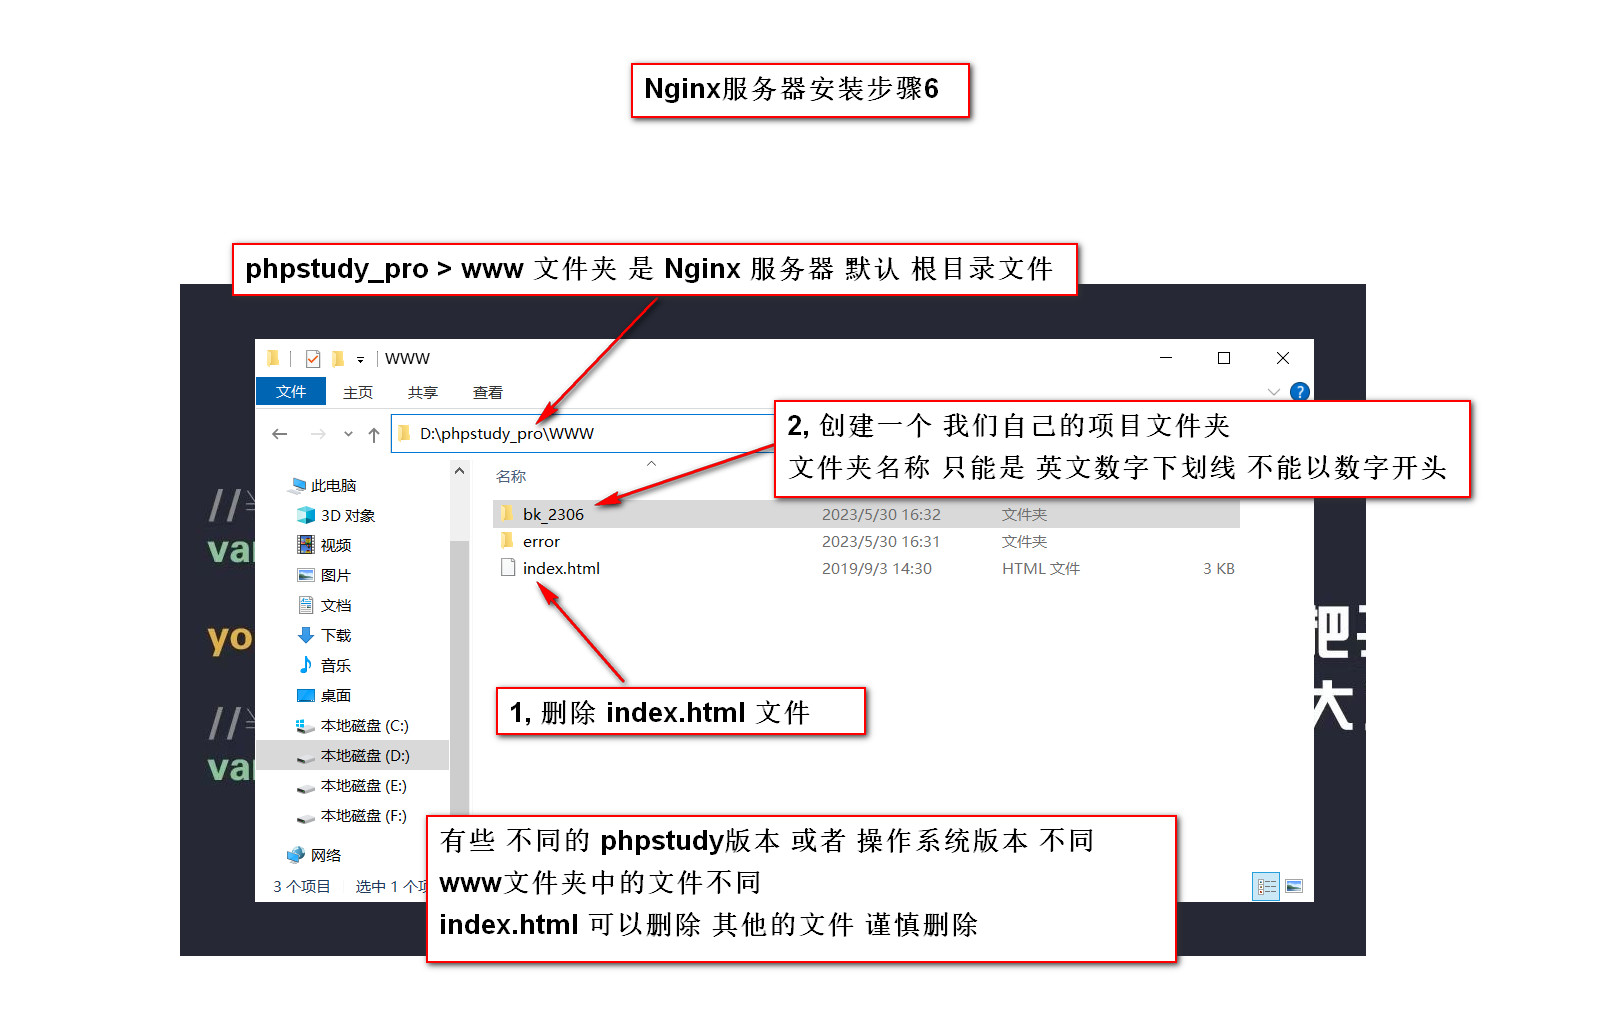 Nginx服务器安装步骤6
phpstudy_pro > www 文件夹 是 Nginx 服务器 默认 根目录文件
WWW
文件 主页 共享 查看
D:\phpstudy_pro\WWW
2, 创建一个 我们自己的项目文件夹
文件夹名称 只能是 英文数字下划线 不能以数字开头
名称
bk_2306 2023/5/30 16:32 文件夹
error 2023/5/30 16:31 文件夹
index.html 2019/9/3 14:30 HTML 文件 3 KB
此电脑
3D 对象
视频
图片
文档
下载
音乐
桌面
本地磁盘 (C:)
本地磁盘 (D:)
本地磁盘 (E:)
本地磁盘 (F:)
网络
3 个项目 选中 1 个项
//
va
yo
//
va
把
大
1, 删除 index.html 文件
有些 不同的 phpstudy版本 或者 操作系统版本 不同
www文件夹中的文件不同
index.html 可以删除 其他的文件 谨慎删除